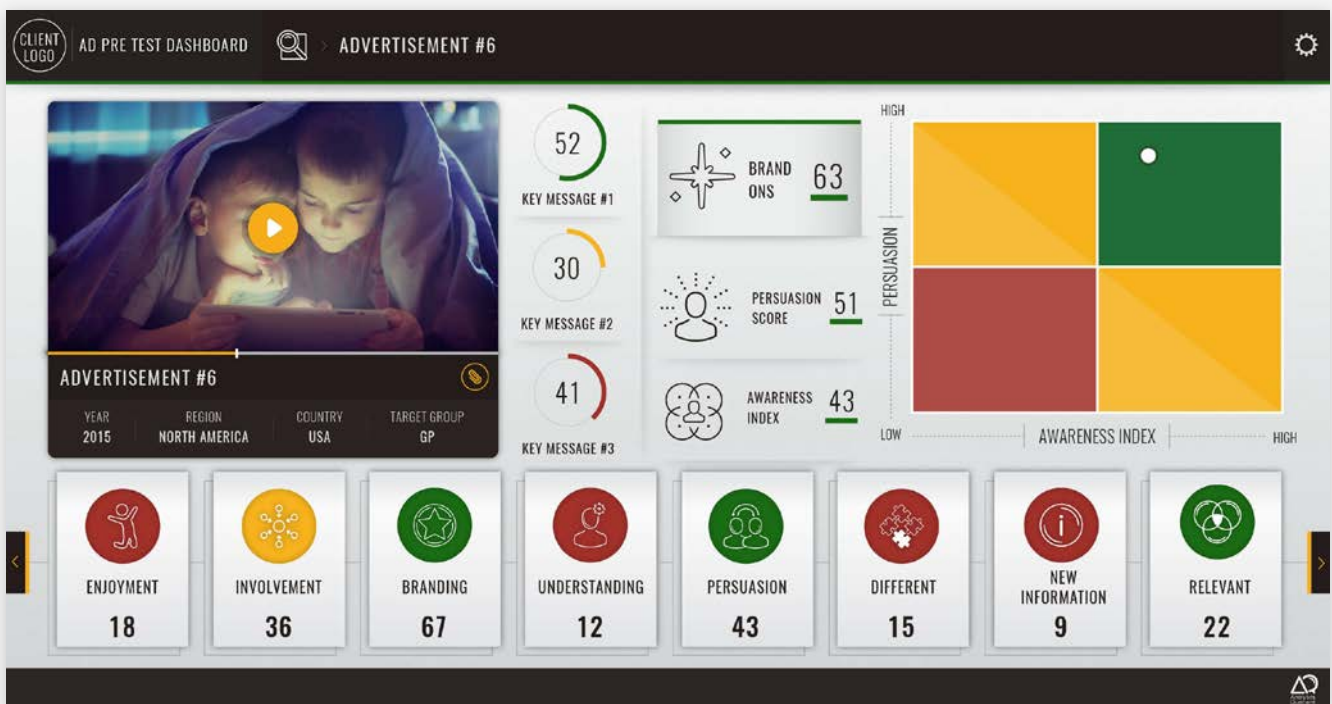 CLIENT
LOGO
AD PRE TEST DASHBOARD
> ADVERTISEMENT #6
ADVERTISEMENT #6
YEAR
2015
REGION
NORTH AMERICA
COUNTRY
USA
TARGET GROUP
GP
52
KEY MESSAGE #1
30
KEY MESSAGE #2
41
KEY MESSAGE #3
BRAND
ONS
63
PERSUASION
SCORE
51
AWARENESS
INDEX
43
HIGH
PERSUASION
LOW
AWARENESS INDEX
HIGH
ENJOYMENT
18
INVOLVEMENT
36
BRANDING
67
UNDERSTANDING
12
PERSUASION
43
DIFFERENT
15
i
NEW
INFORMATION
9
RELEVANT
22